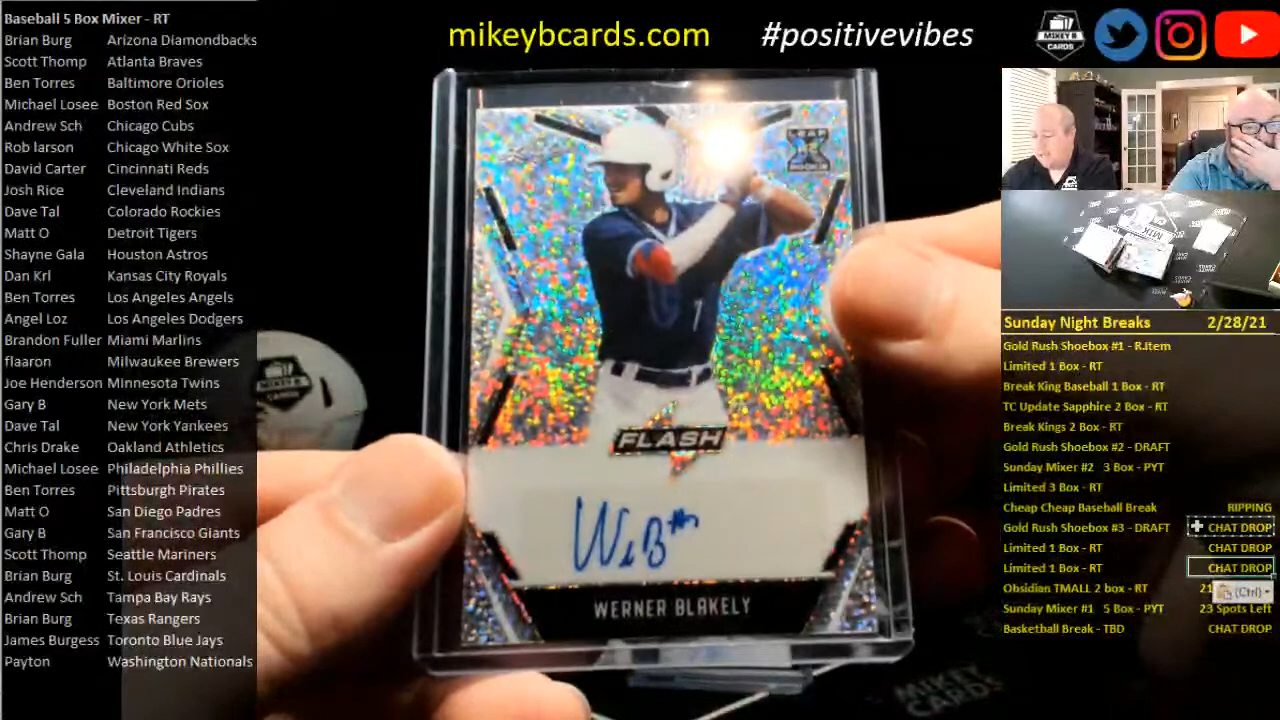 Baseball 5 Box Mixer - RT
Brian Burg Arizona Diamondbacks
Scott Thomp Atlanta Braves
Ben Torres Baltimore Orioles
Michael Losee Boston Red Sox
Andrew Sch Chicago Cubs
Rob larson Chicago White Sox
David Carter Cincinnati Reds
Josh Rice Cleveland Indians
Dave Tal Colorado Rockies
Matt O Detroit Tigers
Shayne Gala Houston Astros
Dan Krl Kansas City Royals
Ben Torres Los Angeles Angels
Angel Loz Los Angeles Dodgers
Brandon Fuller Miami Marlins
flaaron Milwaukee Brewers
Joe Henderson Minnesota Twins
Gary B New York Mets
Dave Tal New York Yankees
Chris Drake Oakland Athletics
Michael Losee Philadelphia Phillies
Ben Torres Pittsburgh Pirates
Matt O San Diego Padres
Gary B San Francisco Giants
Scott Thomp Seattle Mariners
Brian Burg St. Louis Cardinals
Andrew Sch Tampa Bay Rays
Brian Burg Texas Rangers
James Burgess Toronto Blue Jays
Payton Washington Nationals
mikeybcards.com #positivevibes
MIKEY B
CARDS
LEAF
ROOKIE
1
FLASH
WERNER BLAKELY
MIKEY B
MIKEY
CARDS
Sunday Night Breaks 2/28/21
Gold Rush Shoebox #1 - R.Item
Limited 1 Box - RT
Break King Baseball 1 Box - RT
TC Update Sapphire 2 Box - RT
Break Kings 2 Box - RT
Gold Rush Shoebox #2 - DRAFT
Sunday Mixer #2 3 Box - PYT
Limited 3 Box - RT
Cheap Cheap Baseball Break RIPPING
Gold Rush Shoebox #3 - DRAFT CHAT DROP
Limited 1 Box - RT CHAT DROP
Limited 1 Box - RT CHAT DROP
Obsidian TMALL 2 box - RT 21
(Ctrl)
Sunday Mixer #1 5 Box - PYT 23 Spots Left
Basketball Break - TBD CHAT DROP